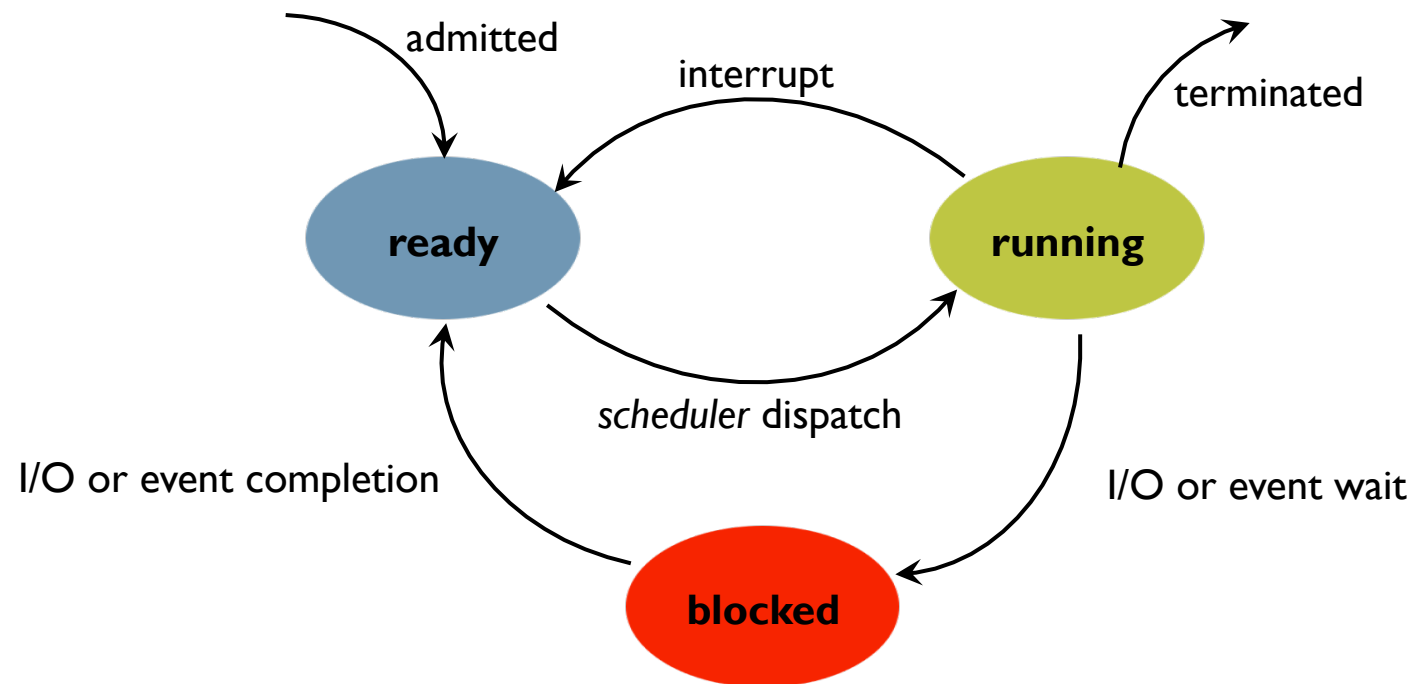 admitted
interrupt
terminated
ready
running
scheduler dispatch
I/O or event completion
I/O or event wait
blocked